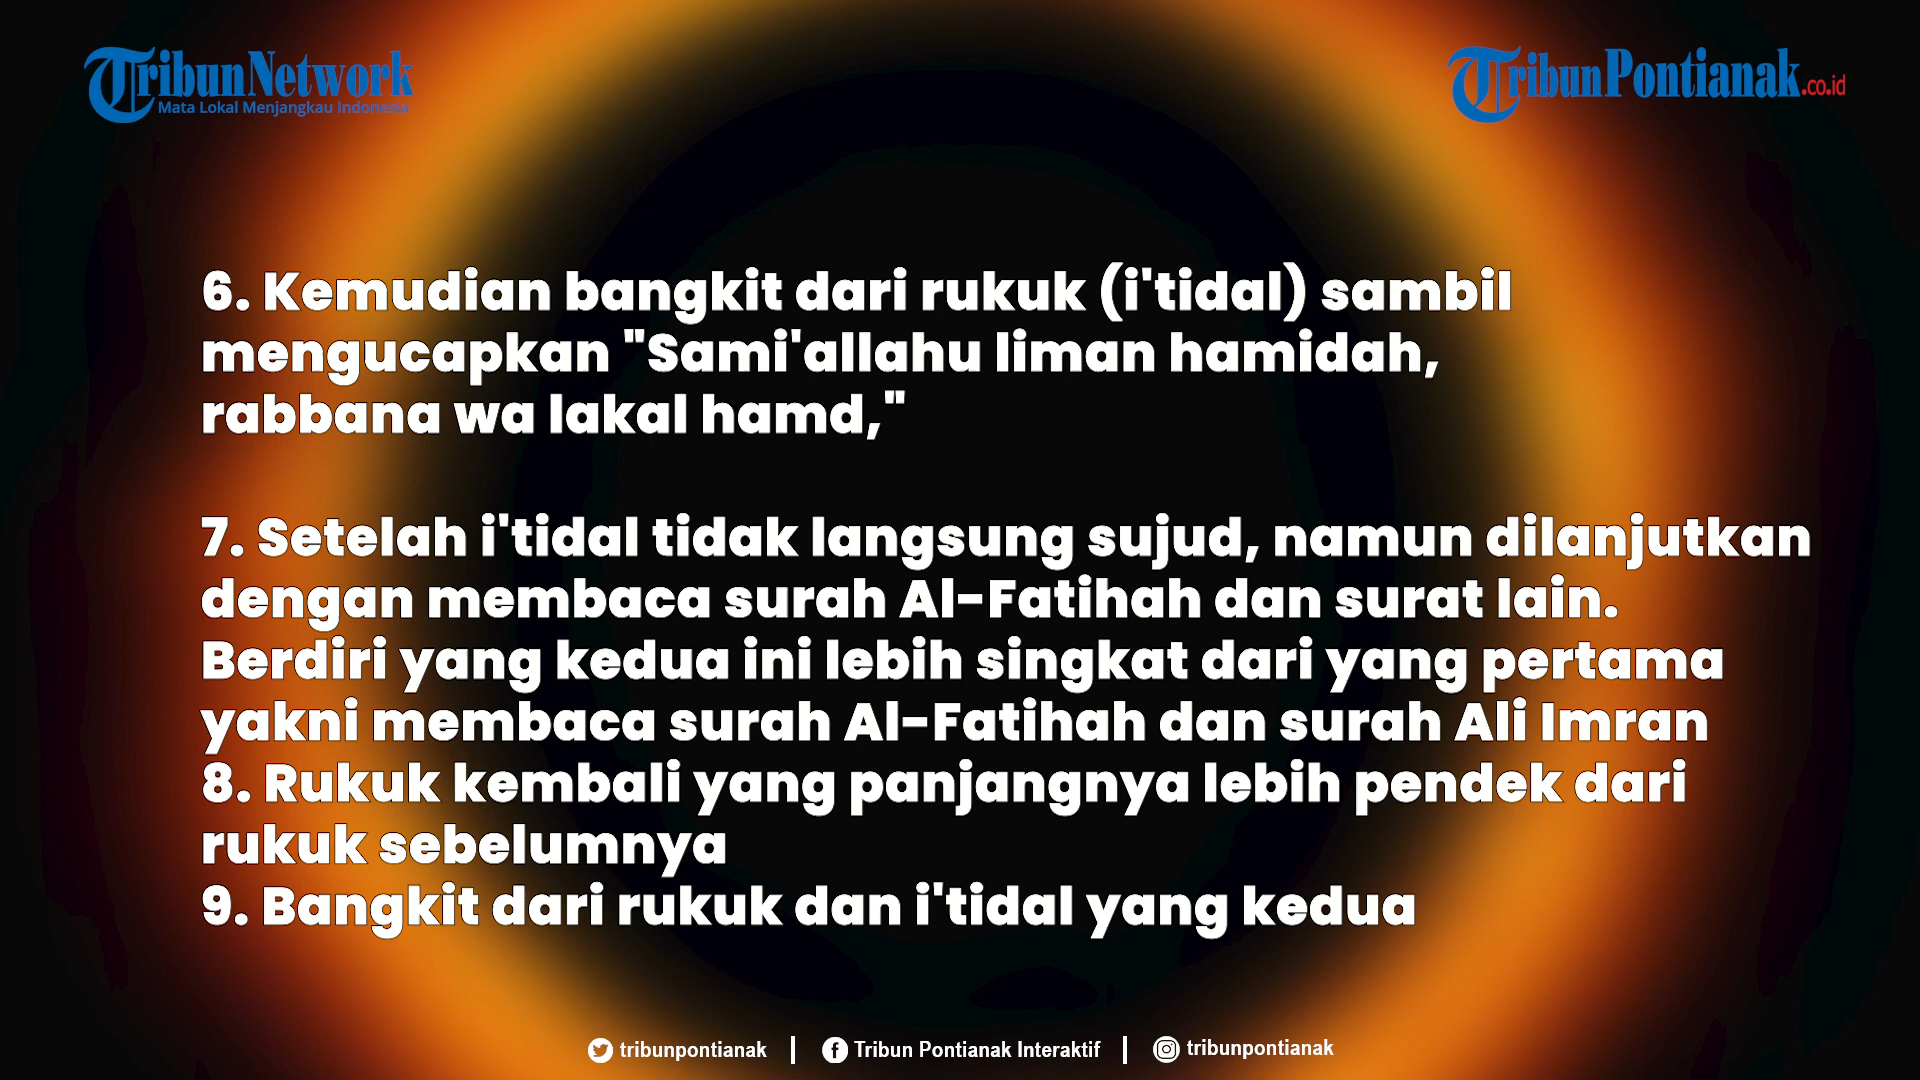 TribunNetwork
Mata Lokal Menjangkau Indonesia
TribunPontianak.co.id
6. Kemudian bangkit dari rukuk (i'tidal) sambil
mengucapkan "Sami'allahu liman hamidah,
rabbana wa lakal hamd,"
7. Setelah i'tidal tidak langsung sujud, namun dilanjutkan
dengan membaca surah Al-Fatihah dan surat lain.
Berdiri yang kedua ini lebih singkat dari yang pertama
yakni membaca surah Al-Fatihah dan surah Ali Imran
8. Rukuk kembali yang panjangnya lebih pendek dari
rukuk sebelumnya
9. Bangkit dari rukuk dan i'tidal yang kedua
tribunpontianak | Tribun Pontianak Interaktif | tribunpontianak